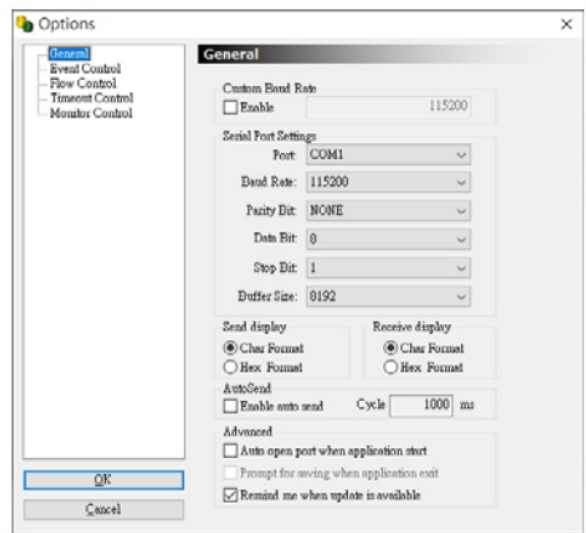 Options
General
Event Control
Flow Control
Timeout Control
Monitor Control
General
Custom Baud Rate
Enable 115200
Serial Port Settings
Port: COM1
Baud Rate: 115200
Parity Bit: NONE
Data Bit: 8
Stop Bit: 1
Buffer Size: 8192
Send display
Char Format
Hex Format
Receive display
Char Format
Hex Format
AutoSend
Enable auto send Cycle 1000 ms
Advanced
Auto open port when application start
Prompt for saving when application exit
Remind me when update is available
OK
Cancel